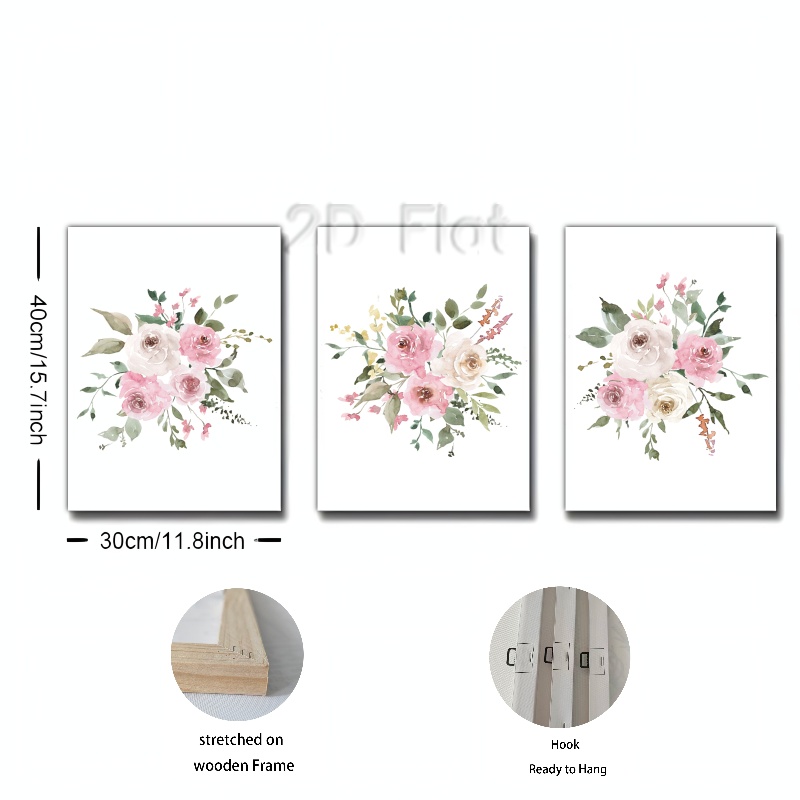 2D Flat
40cm/15.7inch
30cm/11.8inch
stretched on
wooden Frame
Hook
Ready to Hang